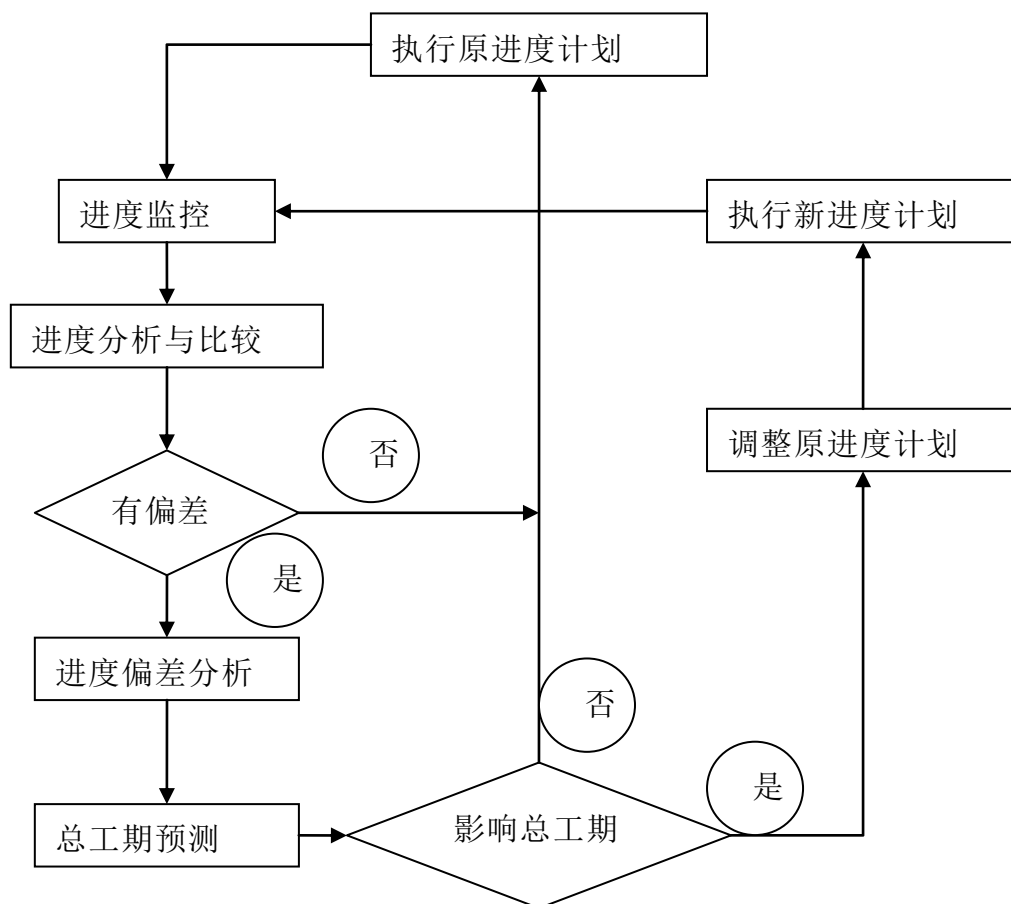 执行原进度计划
进度监控
执行新进度计划
进度分析与比较
调整原进度计划
否
有偏差
是
进度偏差分析
否
是
总工期预测
影响总工期